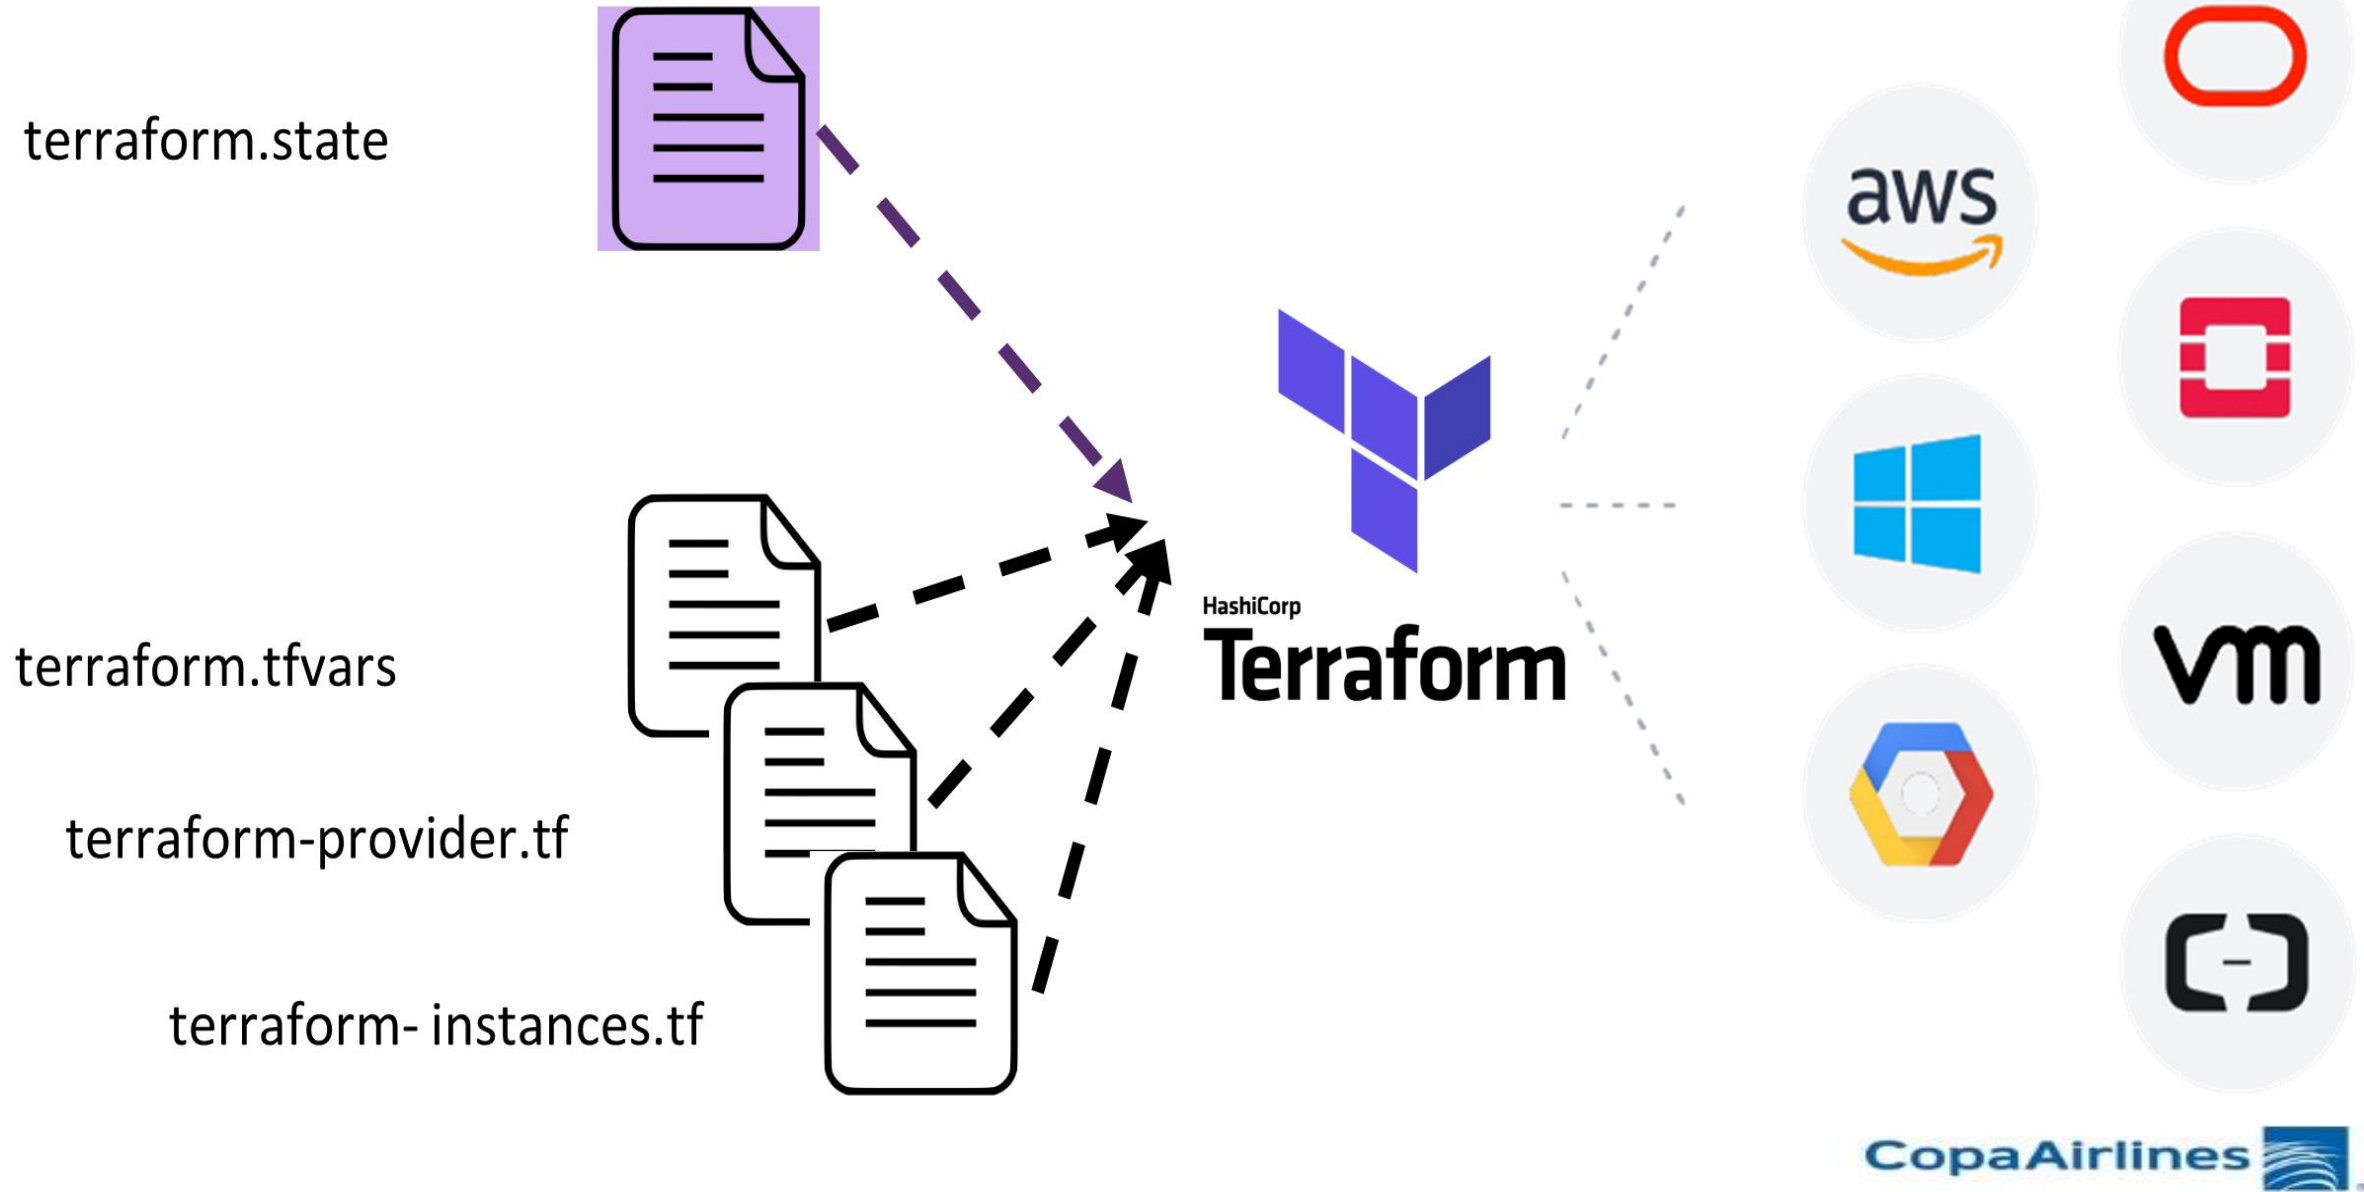 terraform.state
aws
HashiCorp
Terraform
terraform.tfvars
vm
terraform-provider.tf
terraform- instances.tf
CopaAirlines